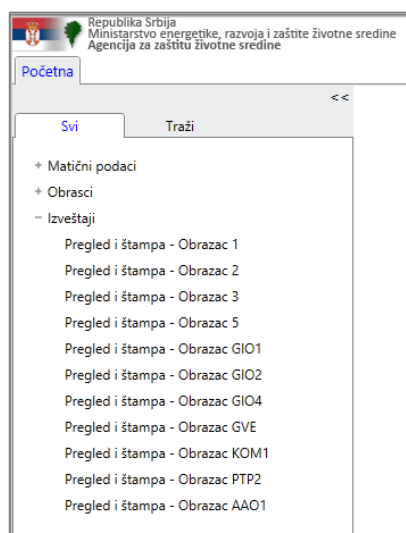 Republika Srbija
Ministarstvo energetike, razvoja i zaštite životne sredine
Agencija za zaštitu životne sredine
Početna
<<
Svi Traži
+ Matični podaci
+ Obrasci
− Izveštaji
Pregled i štampa - Obrazac 1
Pregled i štampa - Obrazac 2
Pregled i štampa - Obrazac 3
Pregled i štampa - Obrazac 5
Pregled i štampa - Obrazac GIO1
Pregled i štampa - Obrazac GIO2
Pregled i štampa - Obrazac GIO4
Pregled i štampa - Obrazac GVE
Pregled i štampa - Obrazac KOM1
Pregled i štampa - Obrazac PTP2
Pregled i štampa - Obrazac AAO1